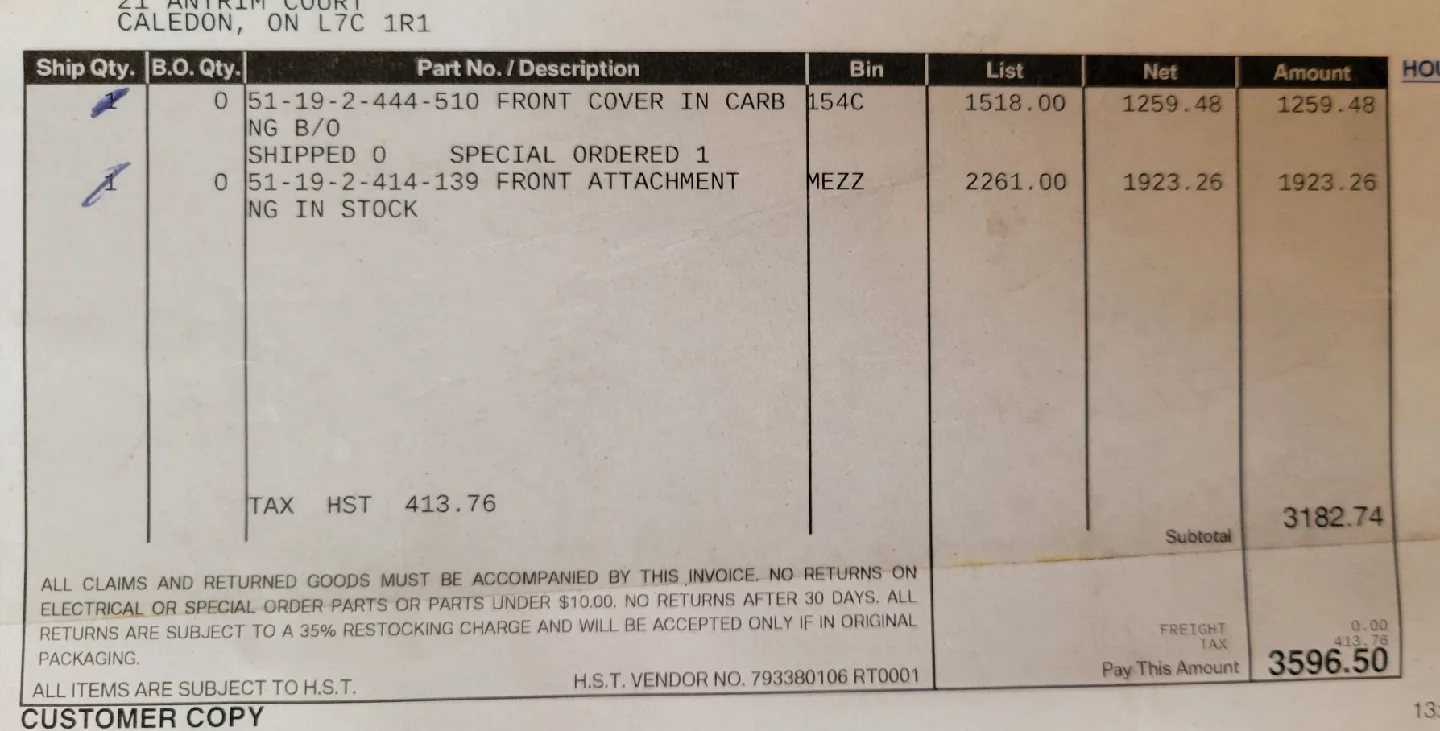 21 ANTRIM COURT
CALEDON, ON L7C 1R1
Ship Qty. B.O. Qty. Part No. / Description Bin List Net Amount
1 0 51-19-2-444-510 FRONT COVER IN CARB 154C 1518.00 1259.48 1259.48
NG B/O
SHIPPED 0 SPECIAL ORDERED 1
1 0 51-19-2-414-139 FRONT ATTACHMENT MEZZ 2261.00 1923.26 1923.26
NG IN STOCK
TAX HST 413.76
3182.74
Subtotal
ALL CLAIMS AND RETURNED GOODS MUST BE ACCOMPANIED BY THIS INVOICE. NO RETURNS ON
ELECTRICAL OR SPECIAL ORDER PARTS OR PARTS UNDER $10.00. NO RETURNS AFTER 30 DAYS. ALL
RETURNS ARE SUBJECT TO A 35% RESTOCKING CHARGE AND WILL BE ACCEPTED ONLY IF IN ORIGINAL
PACKAGING.
FREIGHT 0.00
TAX 413.76
Pay This Amount 3596.50
ALL ITEMS ARE SUBJECT TO H.S.T. H.S.T. VENDOR NO. 793380106 RT0001
CUSTOMER COPY